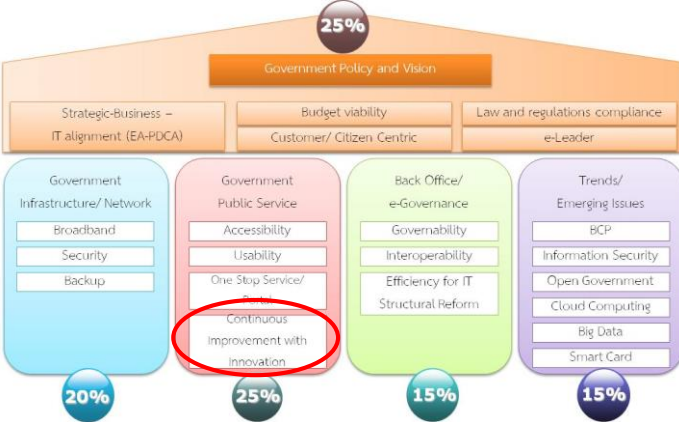 25%
Government Policy and Vision
Strategic-Business –
IT alignment (EA-PDCA)
Budget viability
Customer/ Citizen Centric
Law and regulations compliance
e-Leader
Government
Infrastructure/ Network
Broadband
Security
Backup
20%
Government
Public Service
Accessibility
Usability
One Stop Service/
Portal
Continuous
Improvement with
Innovation
25%
Back Office/
e-Governance
Governability
Interoperability
Efficiency for IT
Structural Reform
15%
Trends/
Emerging Issues
BCP
Information Security
Open Government
Cloud Computing
Big Data
Smart Card
15%